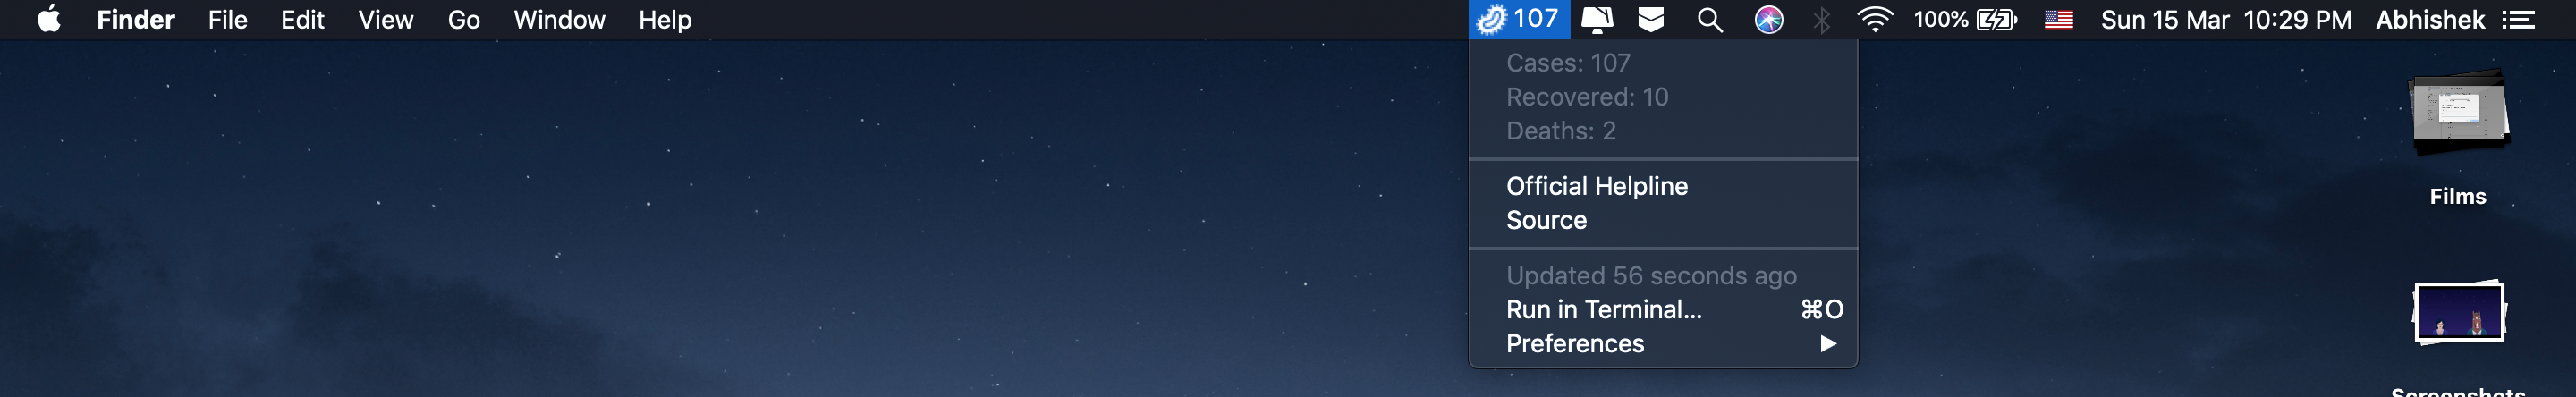 Finder File Edit View Go Window Help 107 100% Sun 15 Mar 10:29 PM Abhishek
Cases: 107
Recovered: 10
Deaths: 2
Official Helpline
Source
Updated 56 seconds ago
Run in Terminal... ⌘O
Preferences
Films
Screenshots